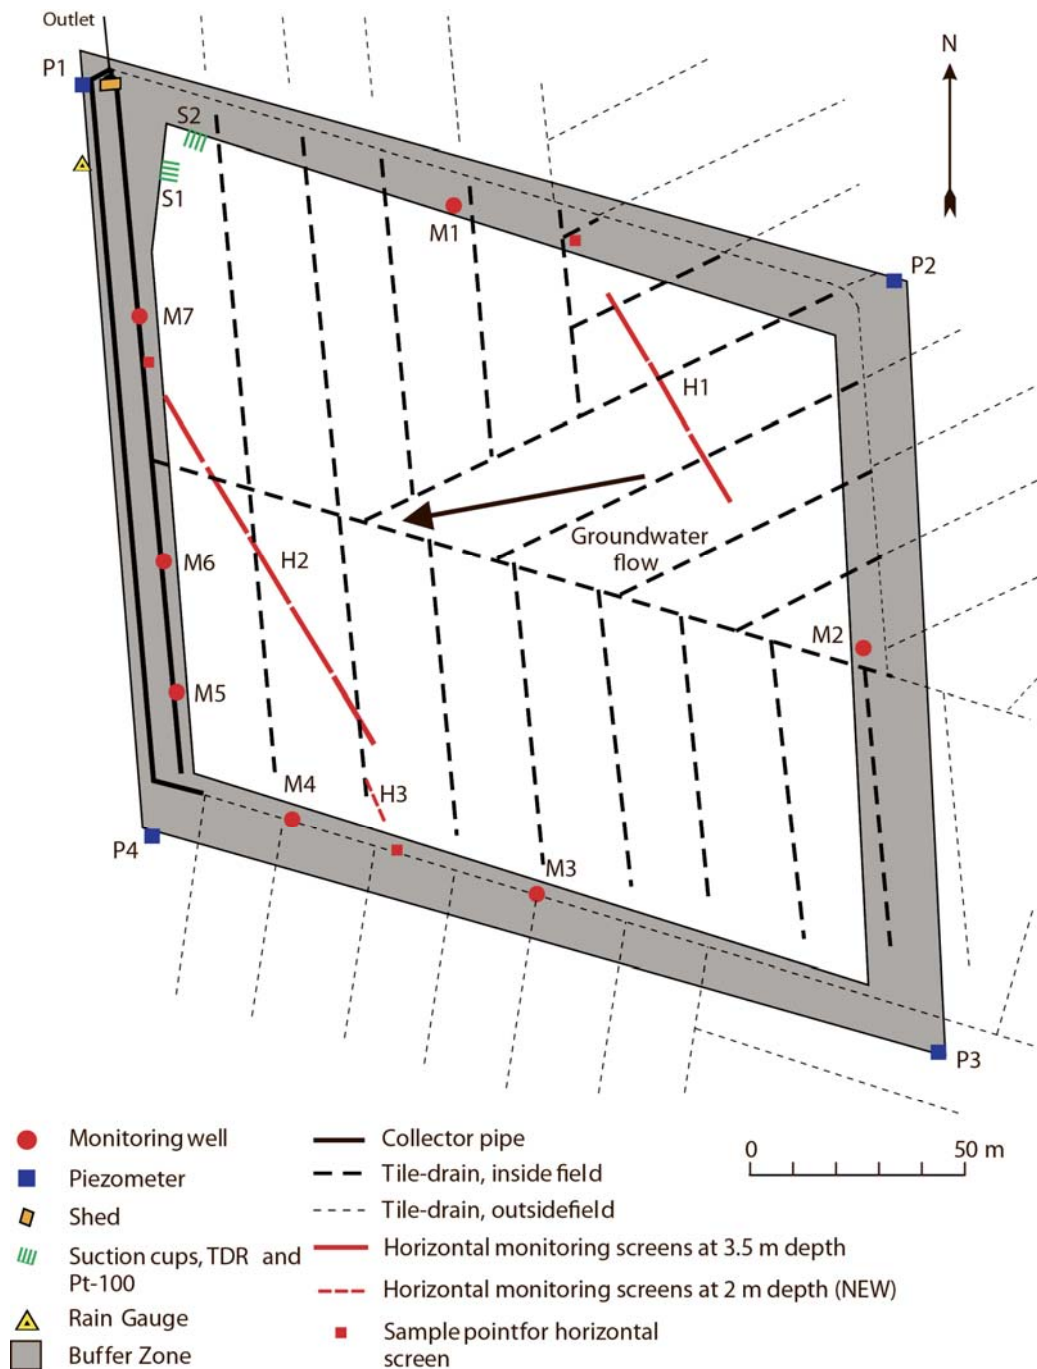 Outlet
P1
N
S2
S1
M1
P2
M7
H1
Groundwater
flow
H2
M6
M2
M5
M4
H3
M3
P4
P3
Monitoring well
Piezometer
Shed
Suction cups, TDR and
Pt-100
Rain Gauge
Buffer Zone
Collector pipe
Tile-drain, inside field
Tile-drain, outsidefield
Horizontal monitoring screens at 3.5 m depth
Horizontal monitoring screens at 2 m depth (NEW)
Sample pointfor horizontal
screen
0 50 m